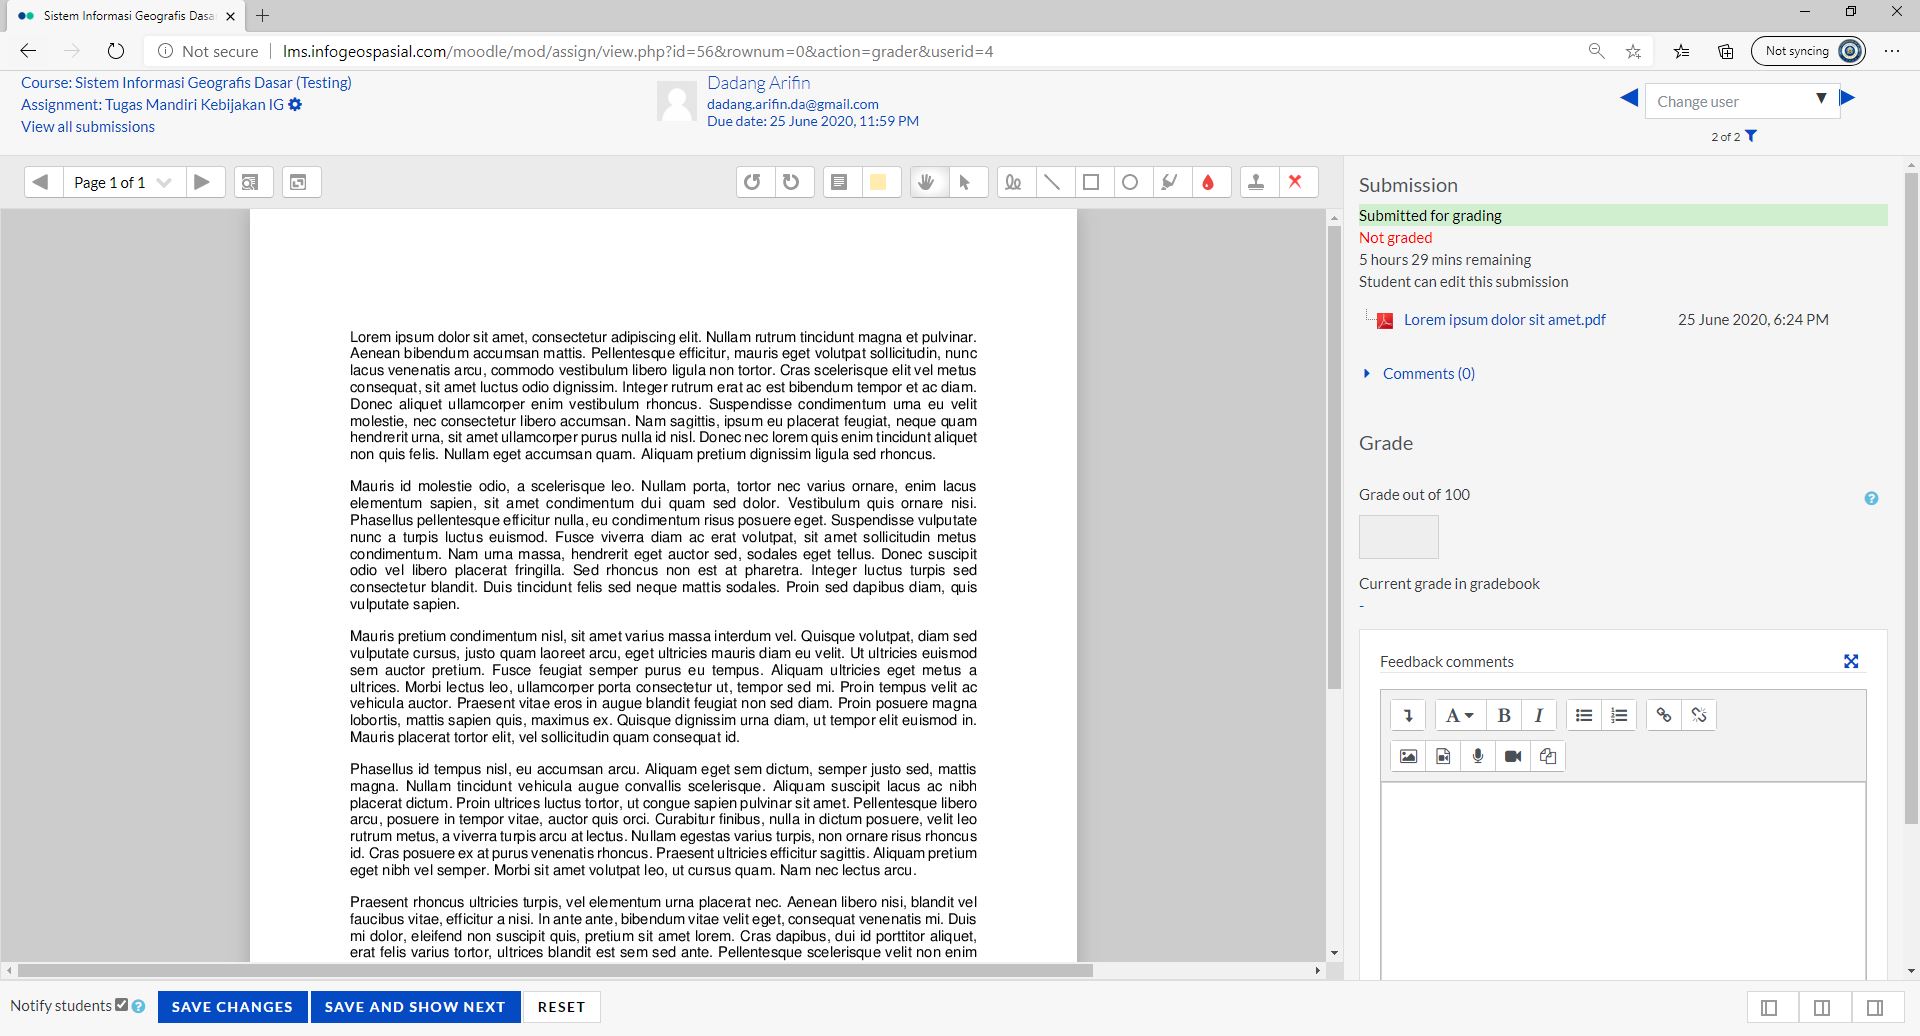 Sistem Informasi Geografis Dasa
Not secure
lms.infogeospasial.com/moodle/mod/assign/view.php?id=56&rownum=0&action=grader&userid=4
Not syncing
Course: Sistem Informasi Geografis Dasar (Testing)
Assignment: Tugas Mandiri Kebijakan IG
View all submissions
Dadang Arifin
dadang.arifin.da@gmail.com
Due date: 25 June 2020, 11:59 PM
Change user
2 of 2
Page 1 of 1
Lorem ipsum dolor sit amet, consectetur adipiscing elit. Nullam rutrum tincidunt magna et pulvinar.
Aenean bibendum accumsan mattis. Pellentesque efficitur, mauris eget volutpat sollicitudin, nunc
lacus venenatis arcu, commodo vestibulum libero ligula non tortor. Cras scelerisque elit vel metus
consequat, sit amet luctus odio dignissim. Integer rutrum erat ac est bibendum tempor et ac diam.
Donec aliquet ullamcorper enim vestibulum rhoncus. Suspendisse condimentum urna eu velit
molestie, nec consectetur libero accumsan. Nam sagittis, ipsum eu placerat feugiat, neque quam
hendrerit urna, sit amet ullamcorper purus nulla id nisl. Donec nec lorem quis enim tincidunt aliquet
non quis felis. Nullam eget accumsan quam. Aliquam pretium dignissim ligula sed rhoncus.
Mauris id molestie odio, a scelerisque leo. Nullam porta, tortor nec varius ornare, enim lacus
elementum sapien, sit amet condimentum dui quam sed dolor. Vestibulum quis ornare nisi.
Phasellus pellentesque efficitur nulla, eu condimentum risus posuere eget. Suspendisse vulputate
nunc a turpis luctus euismod. Fusce viverra diam ac erat volutpat, sit amet sollicitudin metus
condimentum. Nam urna massa, hendrerit eget auctor sed, sodales eget tellus. Donec suscipit
odio vel libero placerat fringilla. Sed rhoncus non est at pharetra. Integer luctus turpis sed
consectetur blandit. Duis tincidunt felis sed neque mattis sodales. Proin sed dapibus diam, quis
vulputate sapien.
Mauris pretium condimentum nisl, sit amet varius massa interdum vel. Quisque volutpat, diam sed
vulputate cursus, justo quam laoreet arcu, eget ultricies mauris diam eu velit. Ut ultricies euismod
sem auctor pretium. Fusce feugiat semper purus eu tempus. Aliquam ultricies eget metus a
ultrices. Morbi lectus leo, ullamcorper porta consectetur ut, tempor sed mi. Proin tempus velit ac
vehicula auctor. Praesent vitae eros in augue blandit feugiat non sed diam. Proin posuere magna
lobortis, mattis sapien quis, maximus ex. Quisque dignissim urna diam, ut tempor elit euismod in.
Mauris placerat tortor elit, vel sollicitudin quam consequat id.
Phasellus id tempus nisl, eu accumsan arcu. Aliquam eget sem dictum, semper justo sed, mattis
magna. Nullam tincidunt vehicula augue convallis scelerisque. Aliquam suscipit lacus ac nibh
placerat dictum. Proin ultrices luctus tortor, ut congue sapien pulvinar sit amet. Pellentesque libero
arcu, posuere in tempor vitae, auctor quis orci. Curabitur finibus, nulla in dictum posuere, velit leo
rutrum metus, a viverra turpis arcu at lectus. Nullam egestas varius turpis, non ornare risus rhoncus
id. Cras posuere ex at purus venenatis rhoncus. Praesent ultricies efficitur sagittis. Aliquam pretium
eget nibh vel semper. Morbi sit amet volutpat leo, ut cursus quam. Nam nec lectus arcu.
Praesent rhoncus ultricies turpis, vel elementum urna placerat nec. Aenean libero nisi, blandit vel
faucibus vitae, efficitur a nisi. In ante ante, bibendum vitae velit eget, consequat venenatis mi. Duis
mi dolor, eleifend non suscipit quis, pretium sit amet lorem. Cras dapibus, dui id porttitor aliquet,
erat felis varius tortor, ultrices blandit est sem sed ante. Pellentesque scelerisque velit non enim
Submission
Submitted for grading
Not graded
5 hours 29 mins remaining
Student can edit this submission
Lorem ipsum dolor sit amet.pdf 25 June 2020, 6:24 PM
Comments (0)
Grade
Grade out of 100
Current grade in gradebook
-
Feedback comments
A B I
Notify students
SAVE CHANGES
SAVE AND SHOW NEXT
RESET